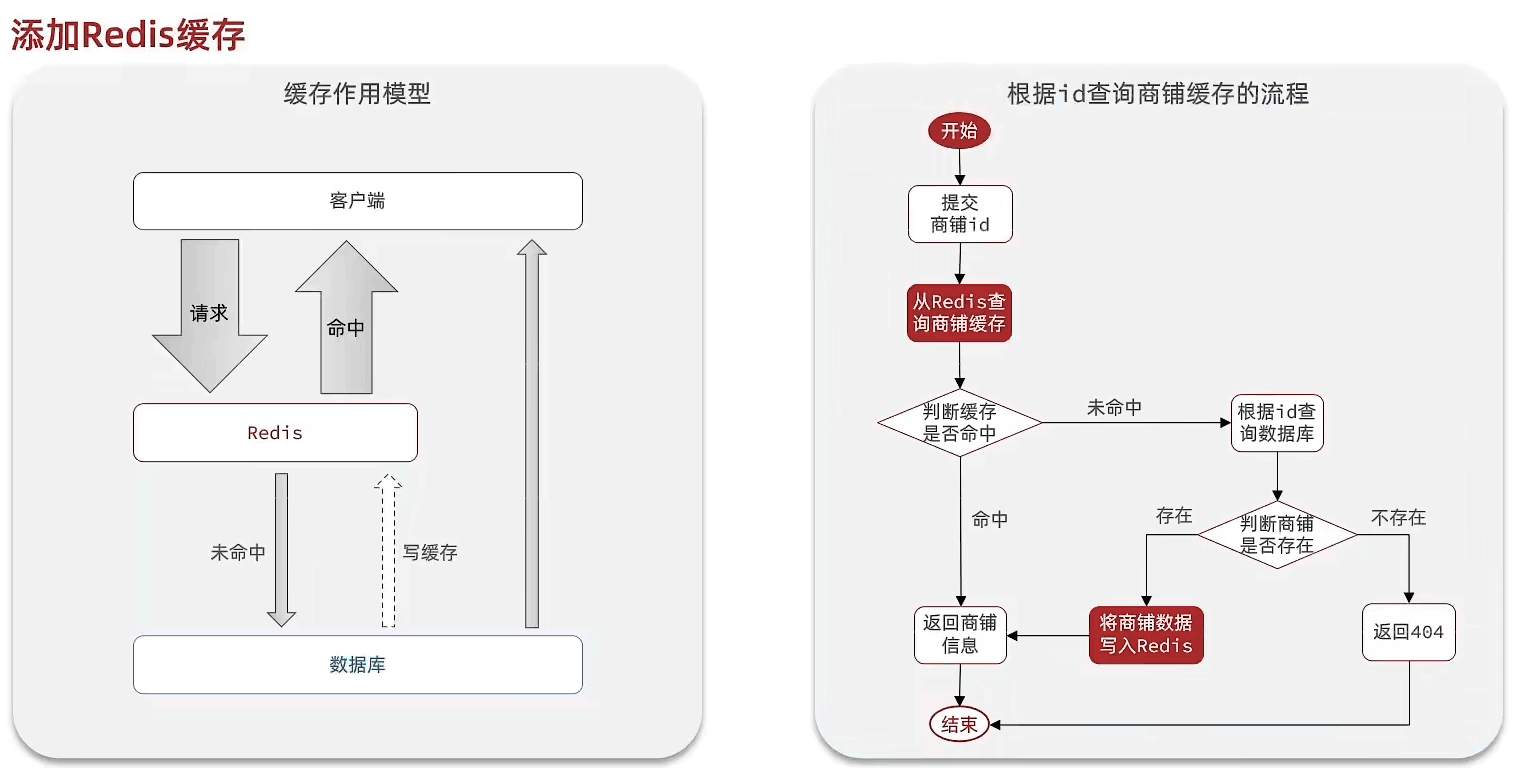 添加Redis缓存
缓存作用模型
客户端
请求
命中
Redis
未命中
写缓存
数据库
根据id查询商铺缓存的流程
开始
提交
商铺id
从Redis查
询商铺缓存
判断缓存
是否命中
未命中
根据id查
询数据库
命中
判断商铺
是否存在
存在
不存在
返回商铺
信息
将商铺数据
写入Redis
返回404
结束